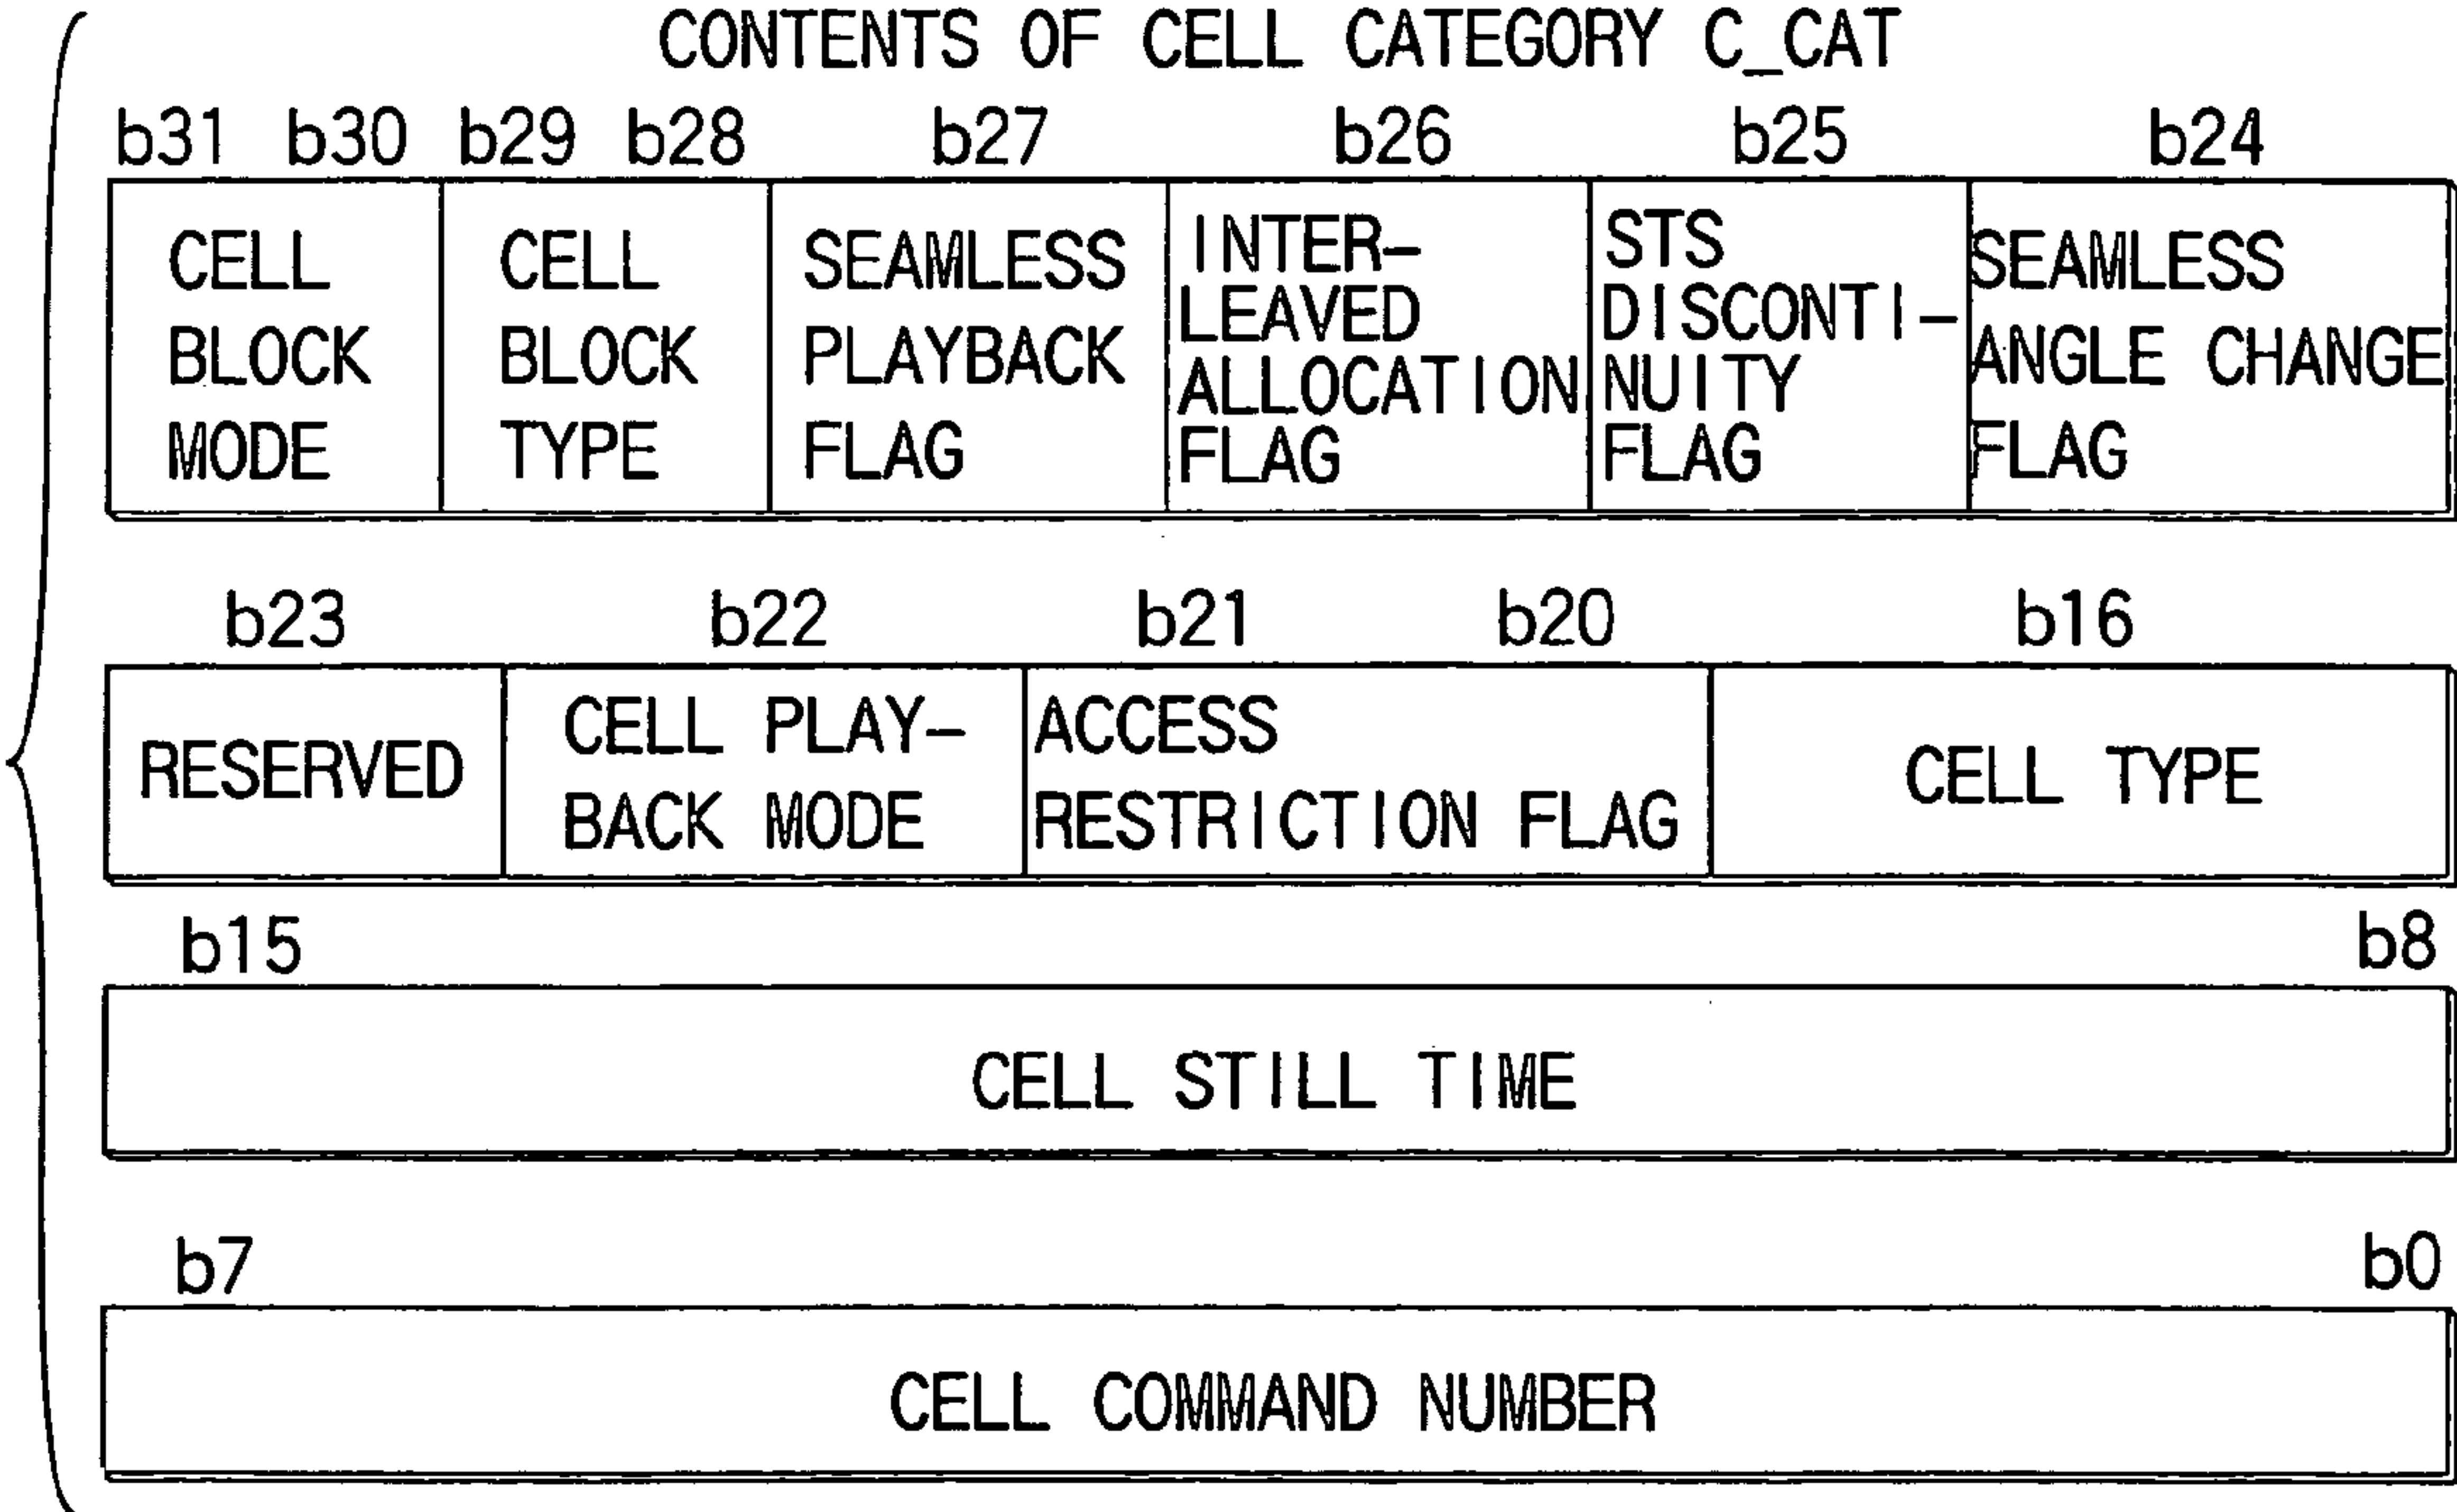 CONTENTS OF CELL CATEGORY C_CAT
b31 b30 b29 b28 b27 b26 b25 b24
CELL
BLOCK
MODE
CELL
BLOCK
TYPE
SEAMLESS
PLAYBACK
FLAG
INTER-
LEAVED
ALLOCATION
FLAG
STS
DISCONTI-
NUITY
FLAG
SEAMLESS
ANGLE CHANGE
FLAG
b23 b22 b21 b20 b16
RESERVED
CELL PLAY-
BACK MODE
ACCESS
RESTRICTION FLAG
CELL TYPE
b15 b8
CELL STILL TIME
b7 b0
CELL COMMAND NUMBER